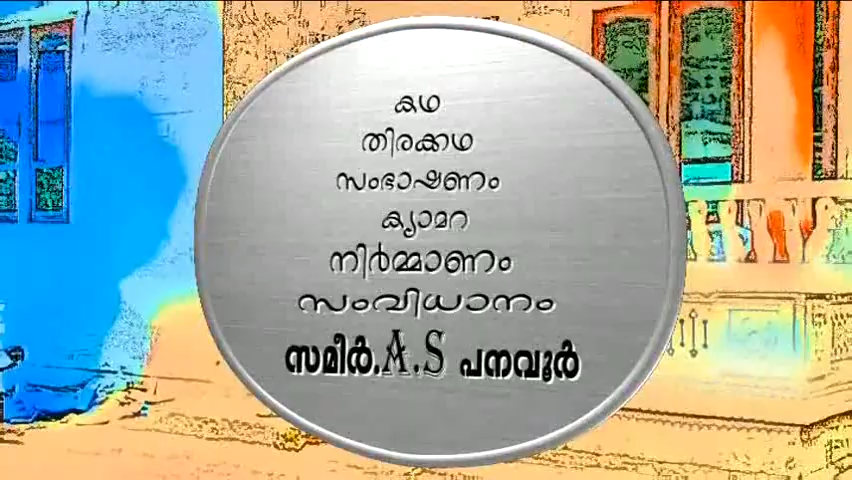 കഥ
തിരക്കഥ
സംഭാഷണം
ക്യാമറ
നിർമ്മാണം
സംവിധാനം
സമീർ.A.S പനവൂർ